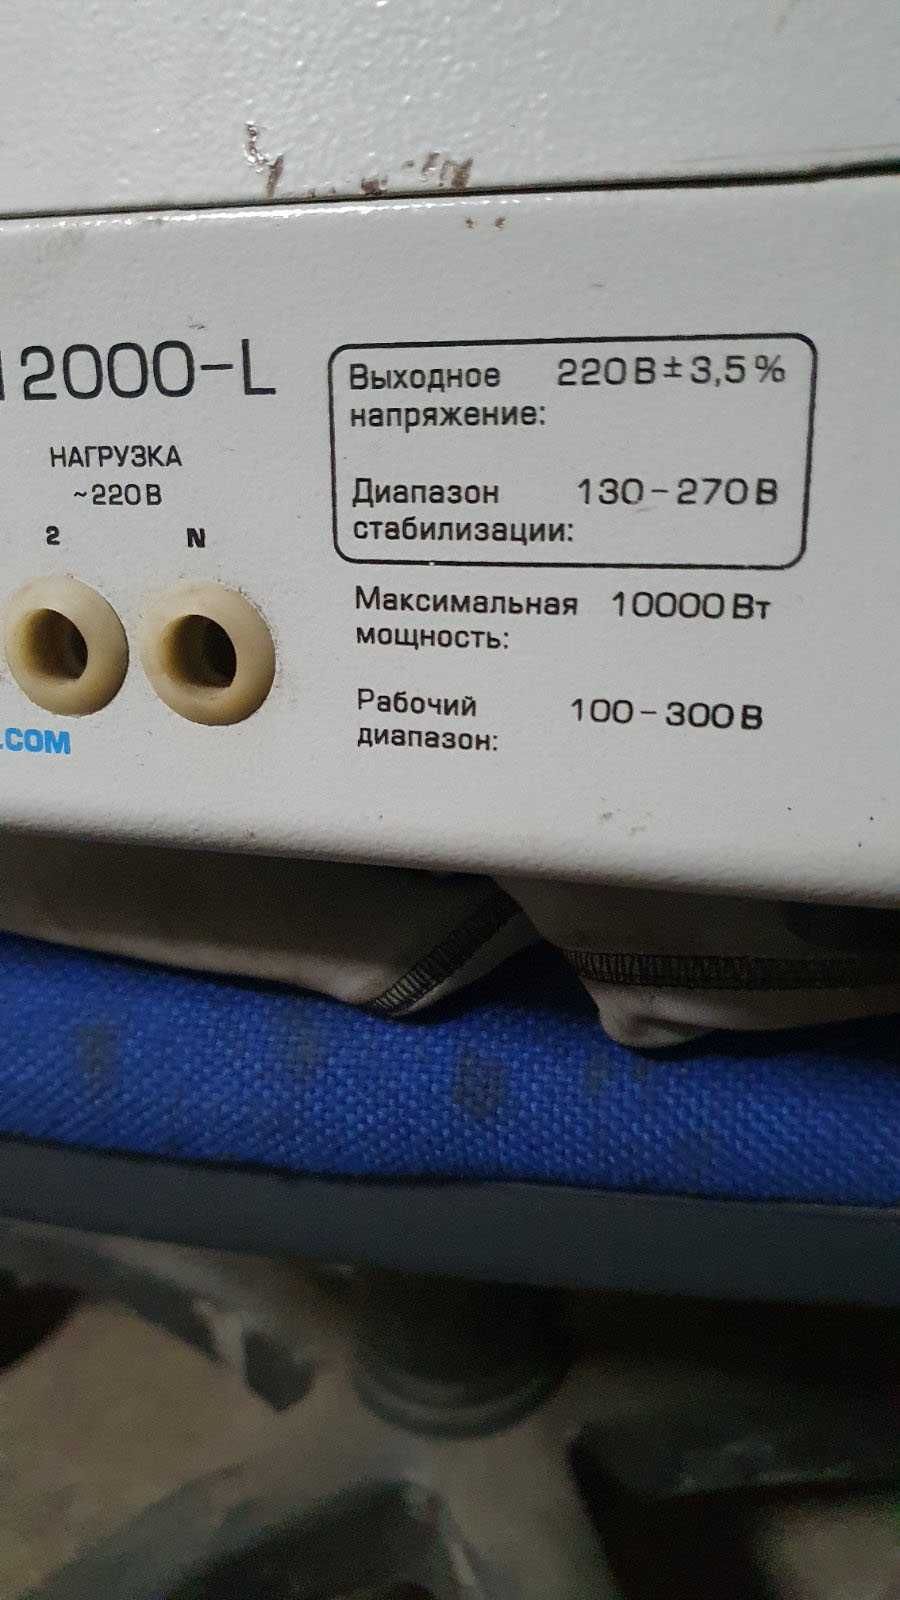 12000-L
НАГРУЗКА
~220В
2 N
.COM
Выходное 220В±3,5%
напряжение:
Диапазон 130-270В
стабилизации:
Максимальная 10000Вт
мощность:
Рабочий 100-300В
диапазон: